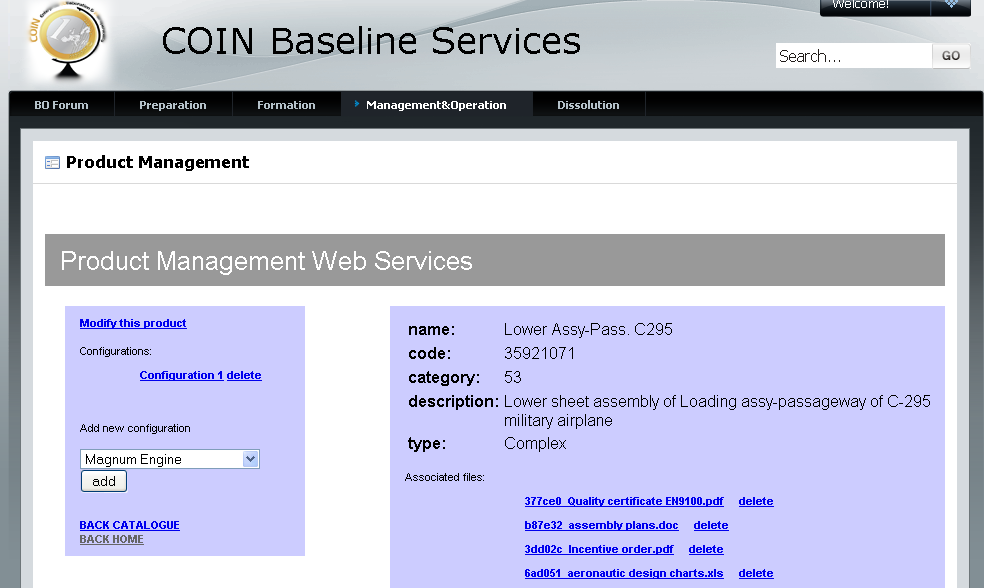 Welcome!
COIN
COIN Baseline Services
Search...
GO
BO Forum
Preparation
Formation
Management&Operation
Dissolution
Product Management
Product Management Web Services
Modify this product
Configurations:
Configuration 1 delete
Add new configuration
Magnum Engine
add
BACK CATALOGUE
BACK HOME
name: Lower Assy-Pass. C295
code: 35921071
category: 53
description: Lower sheet assembly of Loading assy-passageway of C-295
military airplane
type: Complex
Associated files:
377ce0_Quality certificate EN9100.pdf delete
b87e32_assembly plans.doc delete
3dd02c_Incentive order.pdf delete
6ad051_aeronautic design charts.xls delete